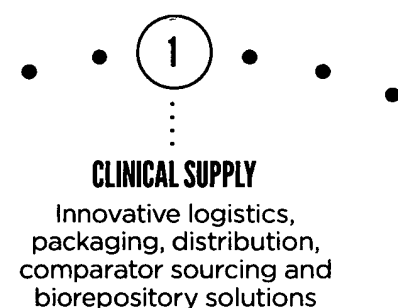 1
CLINICAL SUPPLY
Innovative logistics,
packaging, distribution,
comparator sourcing and
biorepository solutions